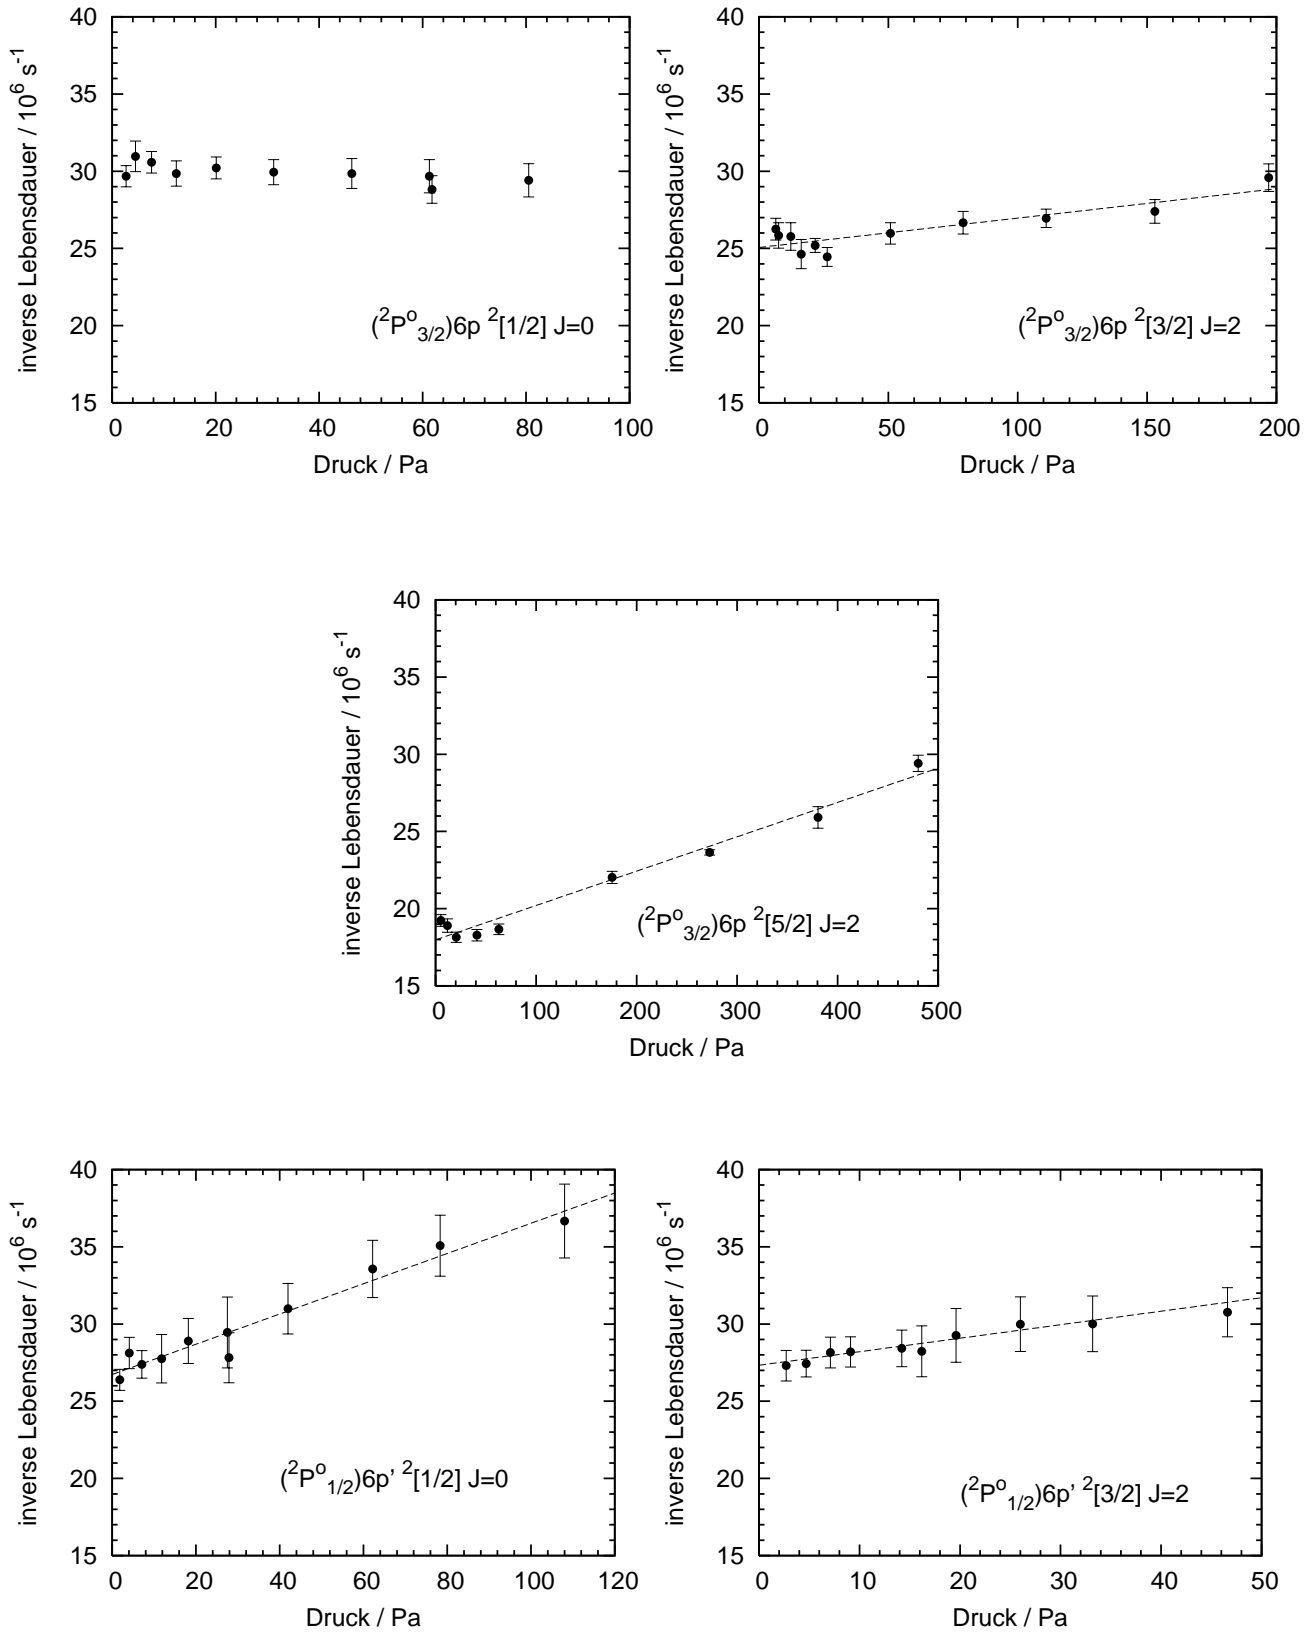 40
35
30
25
20
15
0 20 40 60 80 100
inverse Lebensdauer / 10^6 s^-1
Druck / Pa
(^2P^o_3/2)6p ^2[1/2] J=0
40
35
30
25
20
15
0 50 100 150 200
inverse Lebensdauer / 10^6 s^-1
Druck / Pa
(^2P^o_3/2)6p ^2[3/2] J=2
40
35
30
25
20
15
0 100 200 300 400 500
inverse Lebensdauer / 10^6 s^-1
Druck / Pa
(^2P^o_3/2)6p ^2[5/2] J=2
40
35
30
25
20
15
0 20 40 60 80 100 120
inverse Lebensdauer / 10^6 s^-1
Druck / Pa
(^2P^o_1/2)6p' ^2[1/2] J=0
40
35
30
25
20
15
0 10 20 30 40 50
inverse Lebensdauer / 10^6 s^-1
Druck / Pa
(^2P^o_1/2)6p' ^2[3/2] J=2